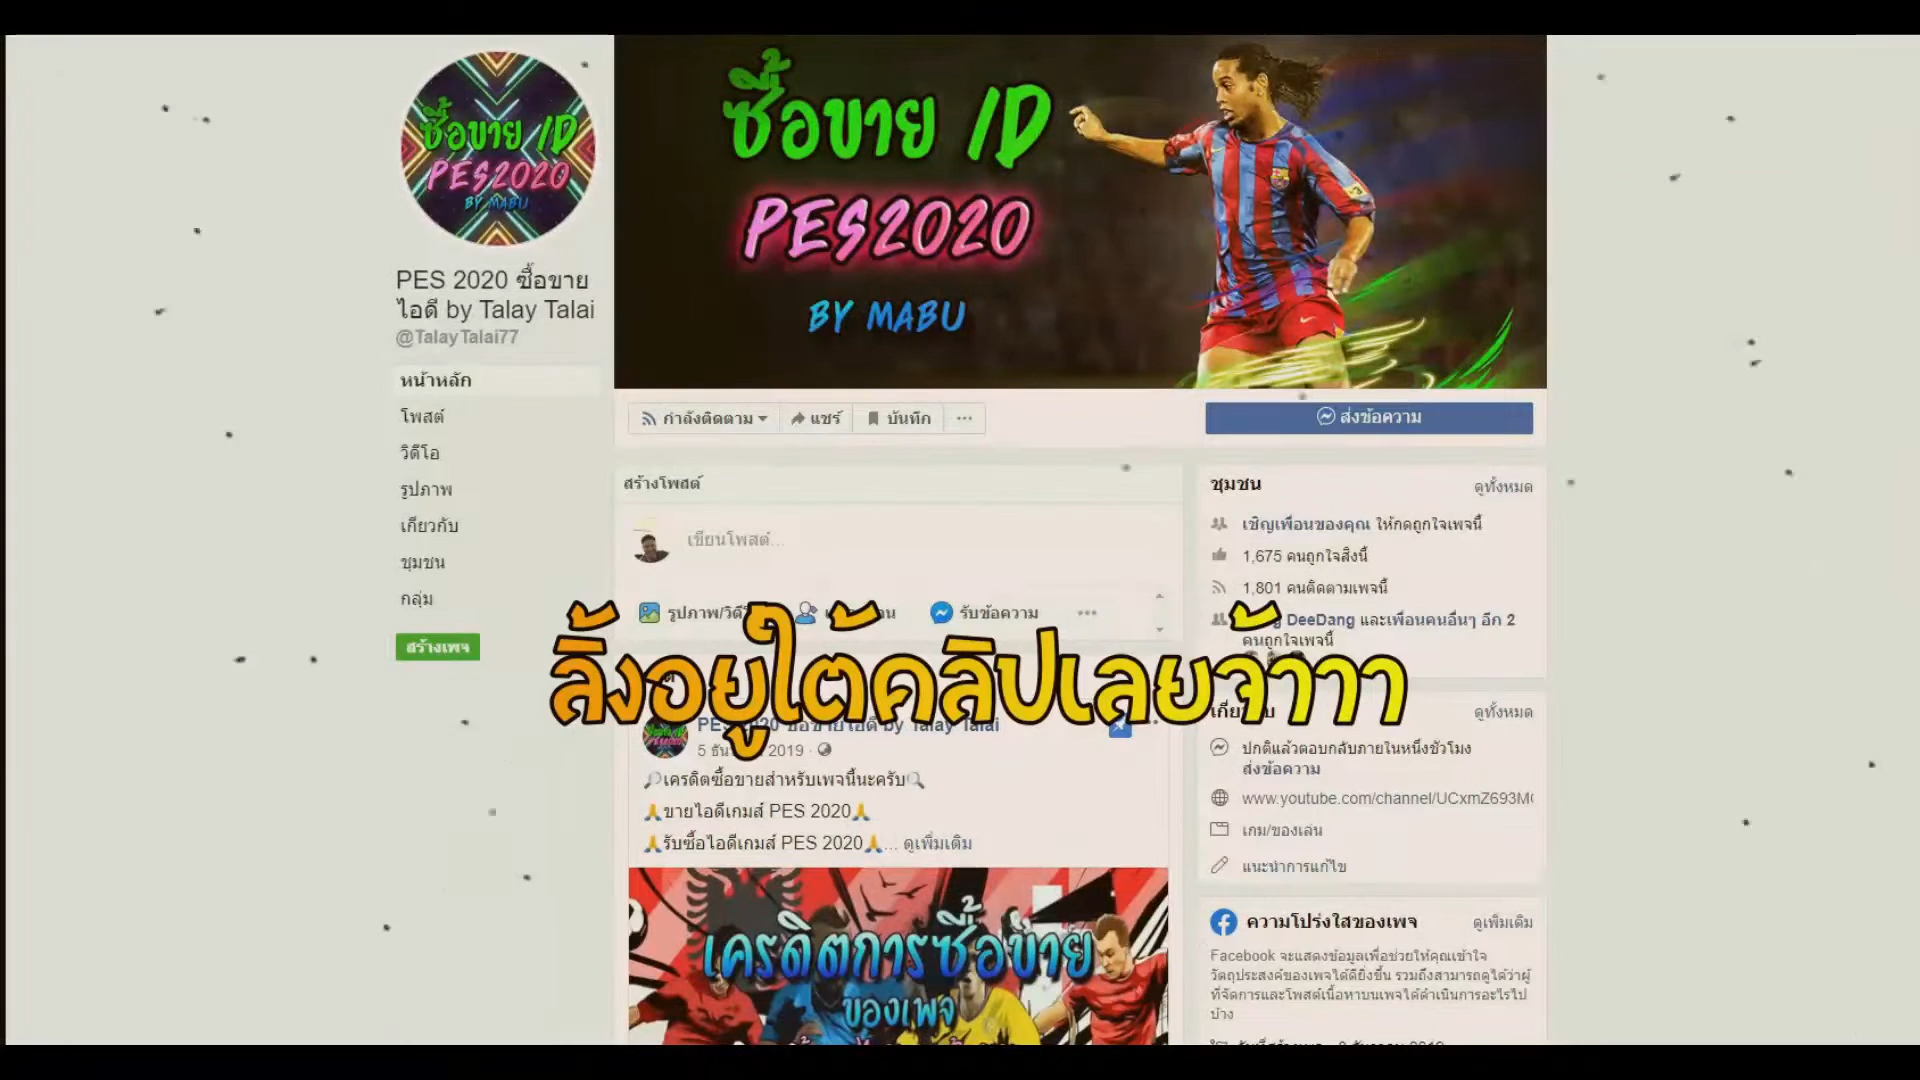 ซื้อขาย ID
PES2020
BY MABU
PES 2020 ซื้อขาย
ไอดี by Talay Talai
@TalayTalai77
หน้าหลัก
โพสต์
วิดีโอ
รูปภาพ
เกี่ยวกับ
ชุมชน
กลุ่ม
สร้างเพจ
ซื้อขาย ID
PES2020
BY MABU
กำลังติดตาม แชร์ บันทึก ...
ส่งข้อความ
สร้างโพสต์
เขียนโพสต์...
รูปภาพ/วิดี รับข้อความ ...
ลิ้งอยู่ใต้คลิปเลยจ้าาา
by Talay Talai
2019
🔎เครดิตซื้อขายสำหรับเพจนี้นะครับ🔍
🙏ขายไอดีเกมส์ PES 2020🙏
🙏รับซื้อไอดีเกมส์ PES 2020🙏... ดูเพิ่มเติม
เครดิตการซื้อขาย
ของเพจ
ชุมชน ดูทั้งหมด
เชิญเพื่อนของคุณ ให้กดถูกใจเพจนี้
1,675 คนถูกใจสิ่งนี้
1,801 คนติดตามเพจนี้
DeeDang และเพื่อนคนอื่นๆ อีก 2
คนถูกใจเพจนี้
ดูทั้งหมด
ปกติแล้วตอบกลับภายในหนึ่งชั่วโมง
ส่งข้อความ
www.youtube.com/channel/UCxmZ693M
เกม/ของเล่น
แนะนำการแก้ไข
ความโปร่งใสของเพจ ดูเพิ่มเติม
Facebook จะแสดงข้อมูลเพื่อช่วยให้คุณเข้าใจ
วัตถุประสงค์ของเพจได้ดียิ่งขึ้น รวมถึงสามารถดูได้ว่าผู้
ที่จัดการและโพสต์เนื้อหาบนเพจได้ดำเนินการอะไรไป
บ้าง